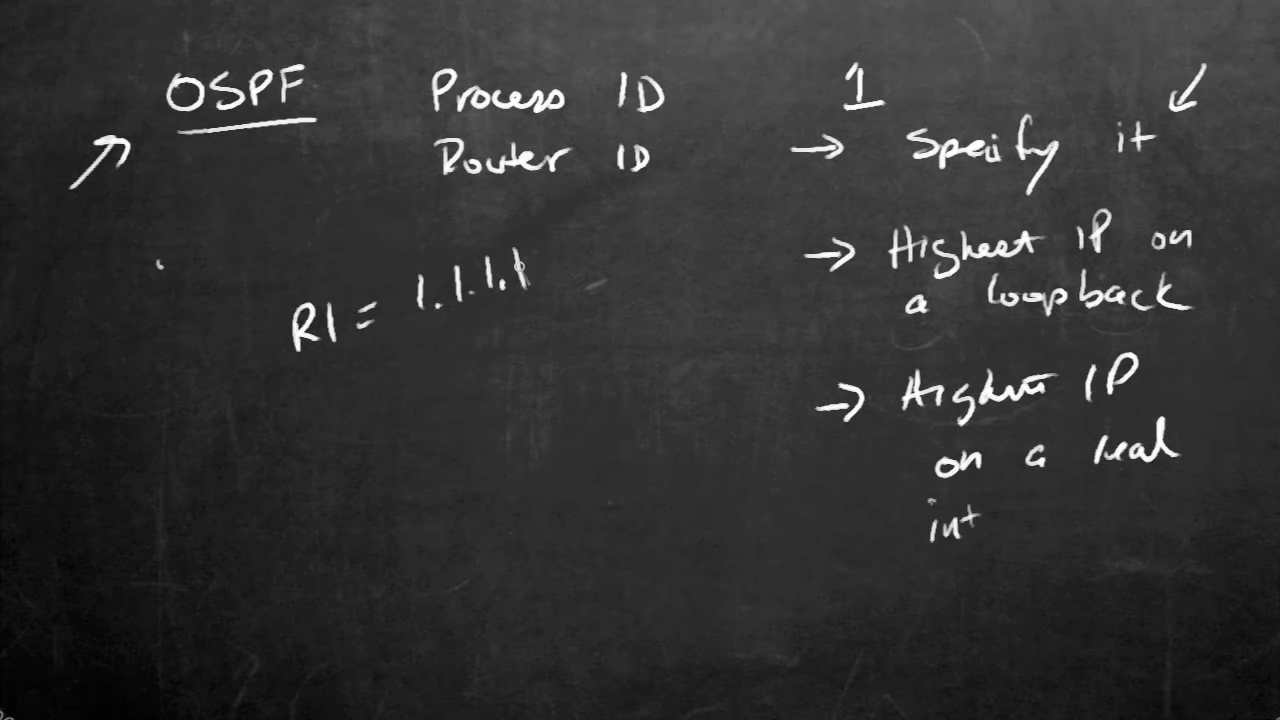 OSPF Process ID 1
Router ID → Specify it
→ Highest IP on
a loopback
R1 = 1.1.1.1
→ Highest IP
on a real
int